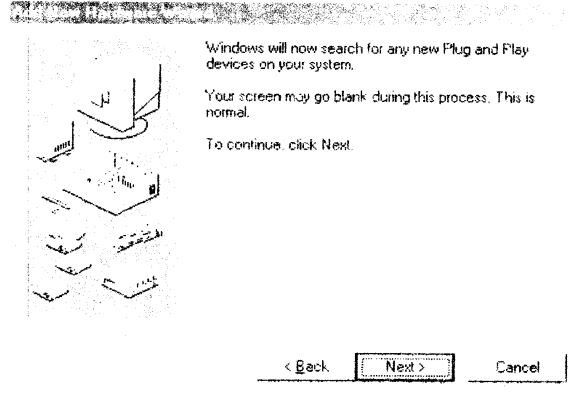 Windows will now search for any new Plug and Play
devices on your system.
Your screen may go blank during this process. This is
normal.
To continue, click Next.
< Back
Next >
Cancel